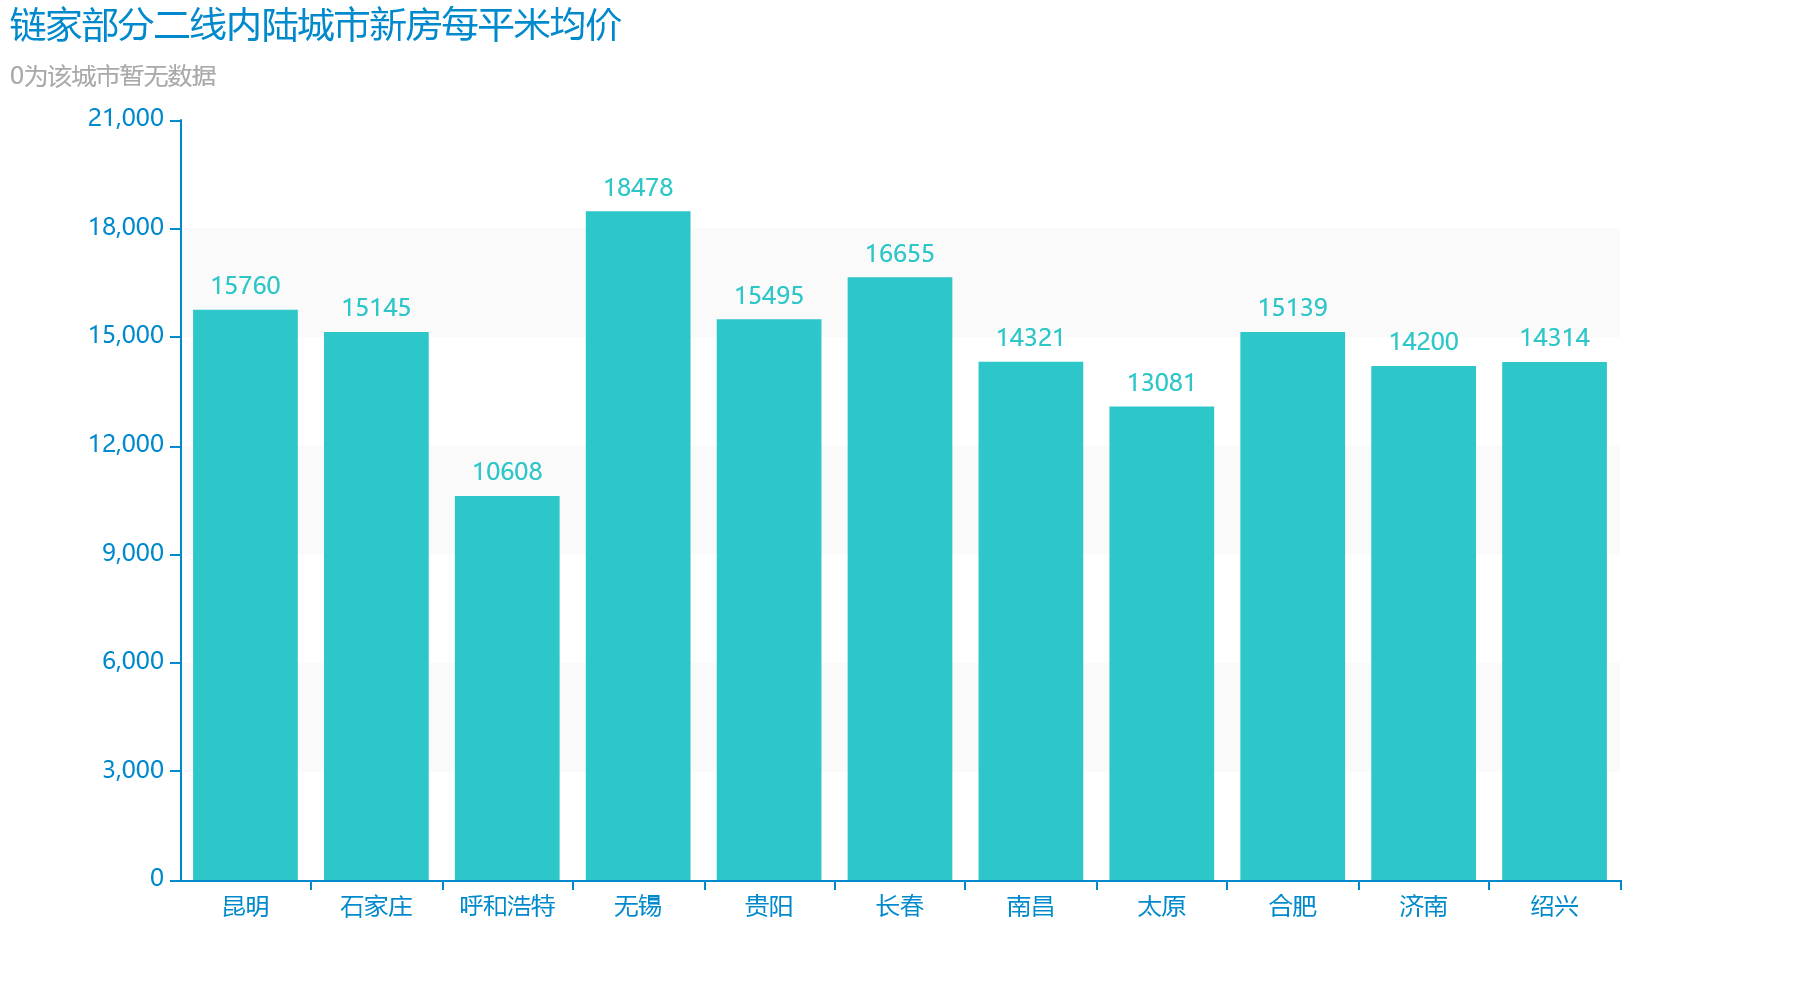 链家部分二线内陆城市新房每平米均价
0为该城市暂无数据
21,000
18,000
15,000
12,000
9,000
6,000
3,000
0
15760
15145
10608
18478
15495
16655
14321
13081
15139
14200
14314
昆明
石家庄
呼和浩特
无锡
贵阳
长春
南昌
太原
合肥
济南
绍兴